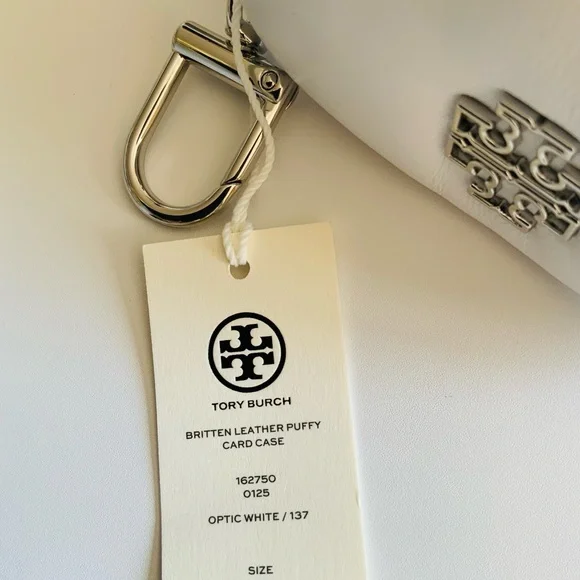 TORY BURCH
BRITTEN LEATHER PUFFY
CARD CASE
162750
0125
OPTIC WHITE / 137
SIZE